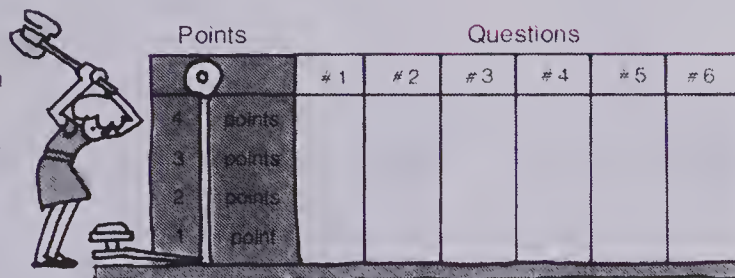 Points Questions
# 1 # 2 # 3 # 4 # 5 # 6
4 points
3 points
2 points
1 point